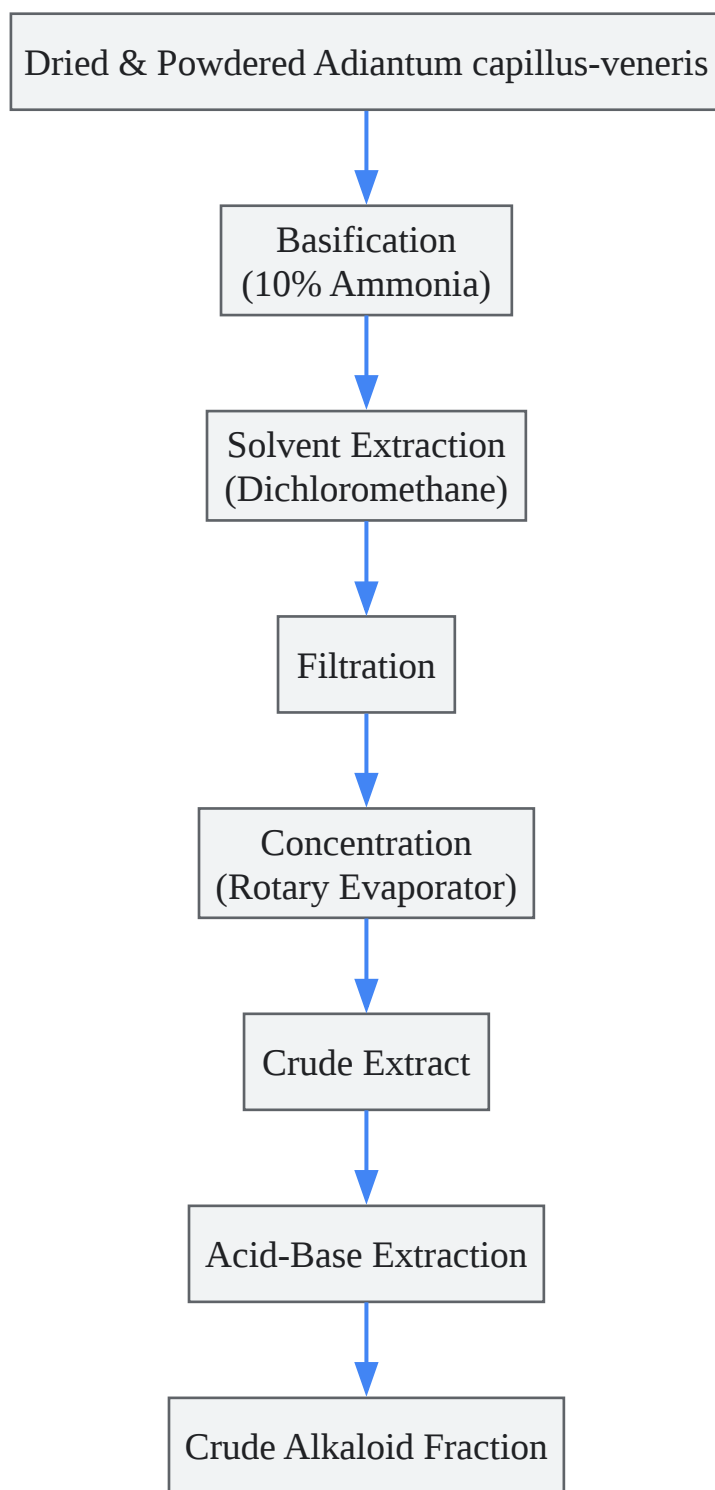 Dried & Powdered Adiantum capillus-veneris
Basification
(10% Ammonia)
Solvent Extraction
(Dichloromethane)
Filtration
Concentration
(Rotary Evaporator)
Crude Extract
Acid-Base Extraction
Crude Alkaloid Fraction